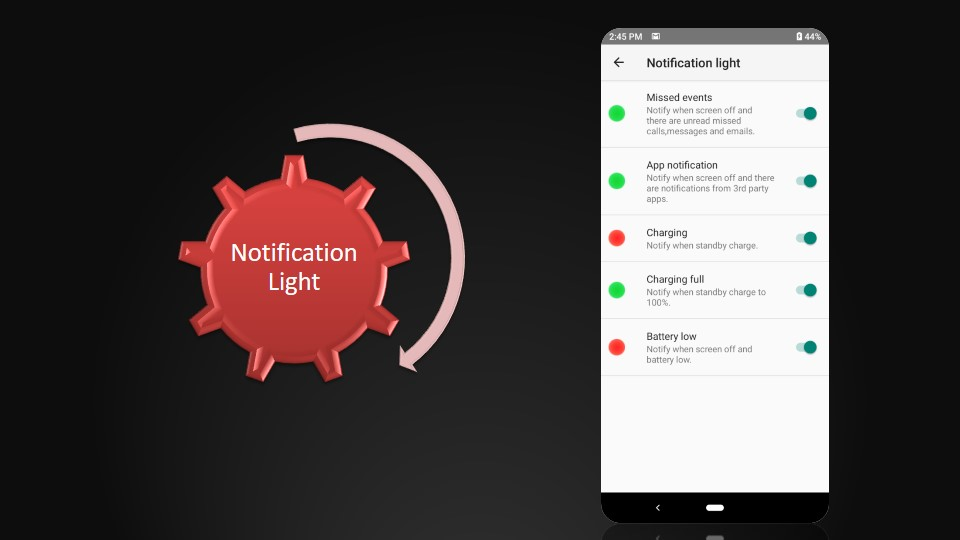 Notification
Light
2:45 PM
44%
Notification light
Missed events
Notify when screen off and
there are unread missed
calls,messages and emails.
App notification
Notify when screen off and there
are notifications from 3rd party
apps.
Charging
Notify when standby charge.
Charging full
Notify when standby charge to
100%.
Battery low
Notify when screen off and
battery low.